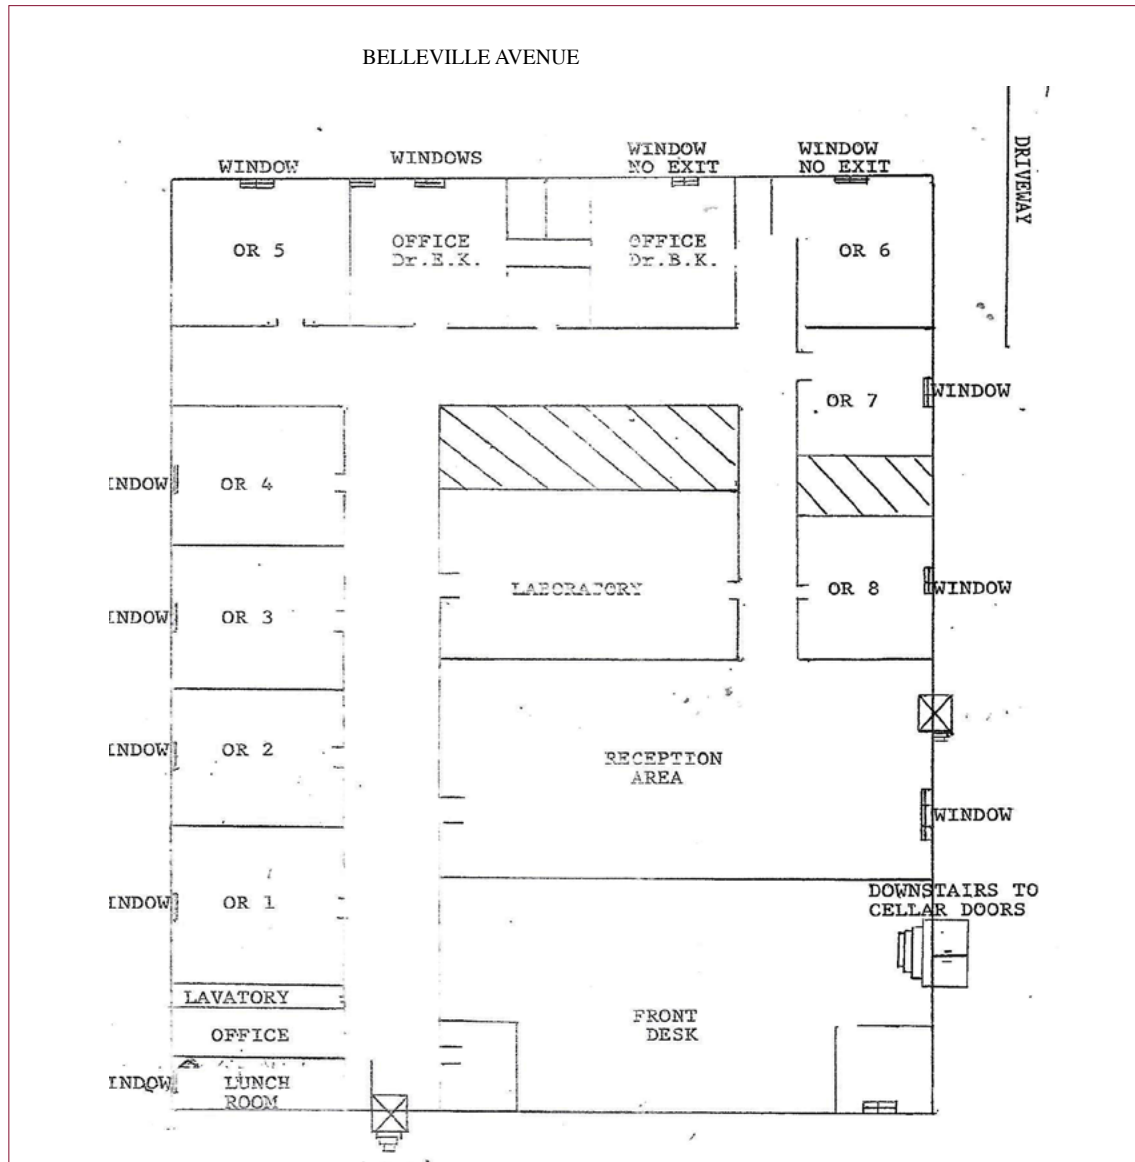 BELLEVILLE AVENUE
WINDOW
WINDOWS
WINDOW
NO EXIT
WINDOW
NO EXIT
DRIVEWAY
OR 5
OFFICE
Dr.E.K.
OFFICE
Dr.B.K.
OR 6
OR 7
WINDOW
INDOW
OR 4
LABORATORY
OR 8
WINDOW
INDOW
OR 3
INDOW
OR 2
RECEPTION
AREA
WINDOW
INDOW
OR 1
DOWNSTAIRS TO
CELLAR DOORS
LAVATORY
OFFICE
FRONT
DESK
INDOW
LUNCH
ROOM